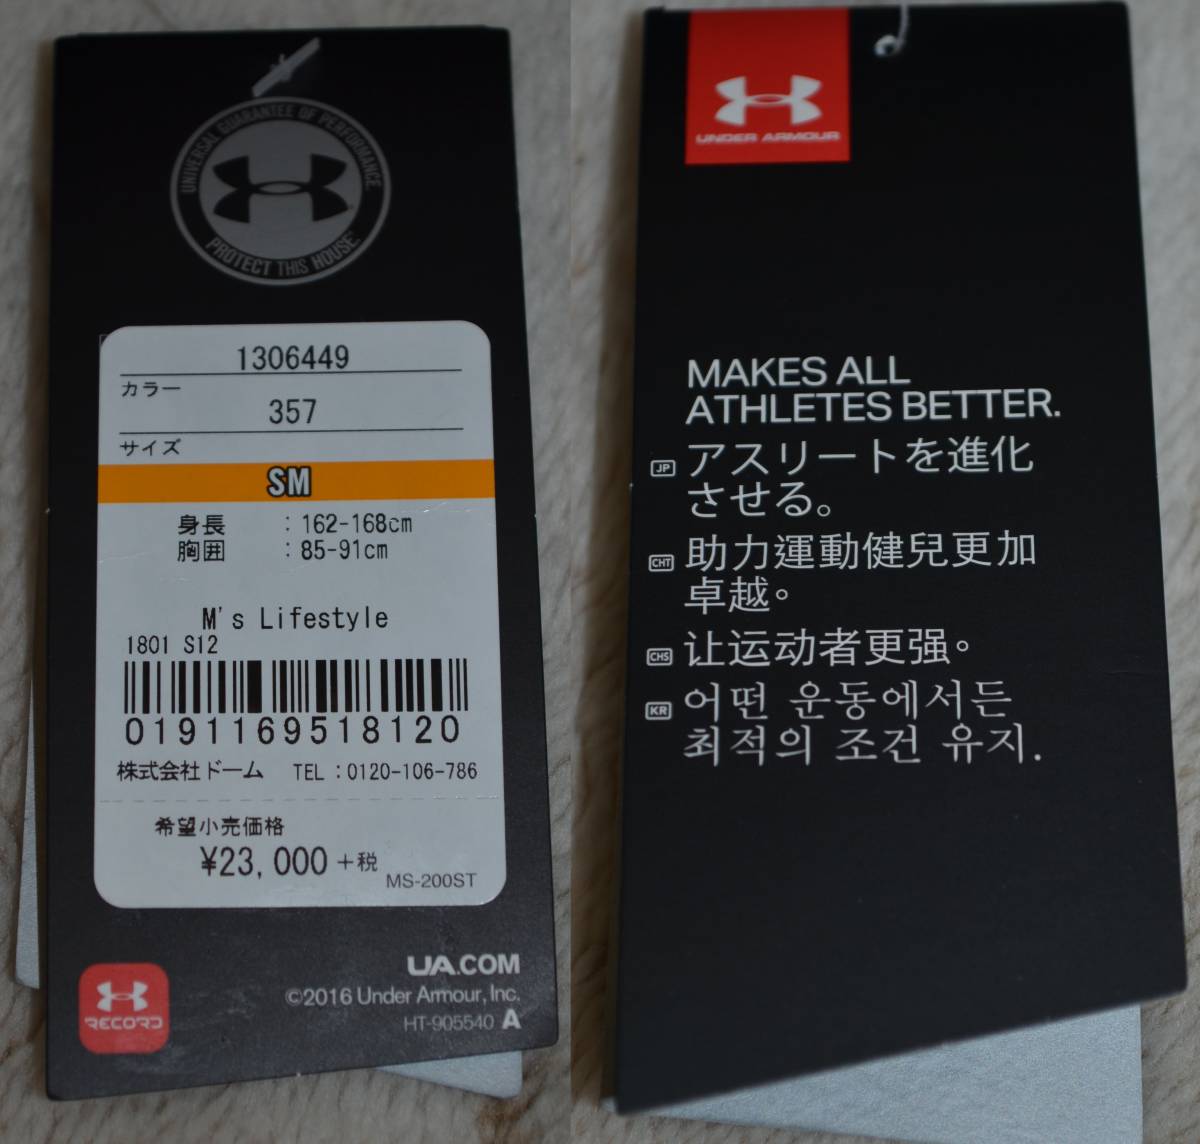 UNIVERSAL GUARANTEE OF PERFORMANCE.
PROTECT THIS HOUSE
1306449
カラー
357
サイズ
SM
身長 : 162-168cm
胸囲 : 85-91cm
M's Lifestyle
1801 S12
0191169518120
株式会社ドーム TEL:0120-106-786
希望小売価格
¥23,000+税
MS-200ST
RECORD
UA.COM
©2016 Under Armour, Inc.
HT-905540 A
UNDER ARMOUR
MAKES ALL
ATHLETES BETTER.
JP アスリートを進化
させる。
CHT 助力運動健兒更加
卓越。
CHS 让运动者更强。
KR 어떤 운동에서든
최적의 조건 유지.